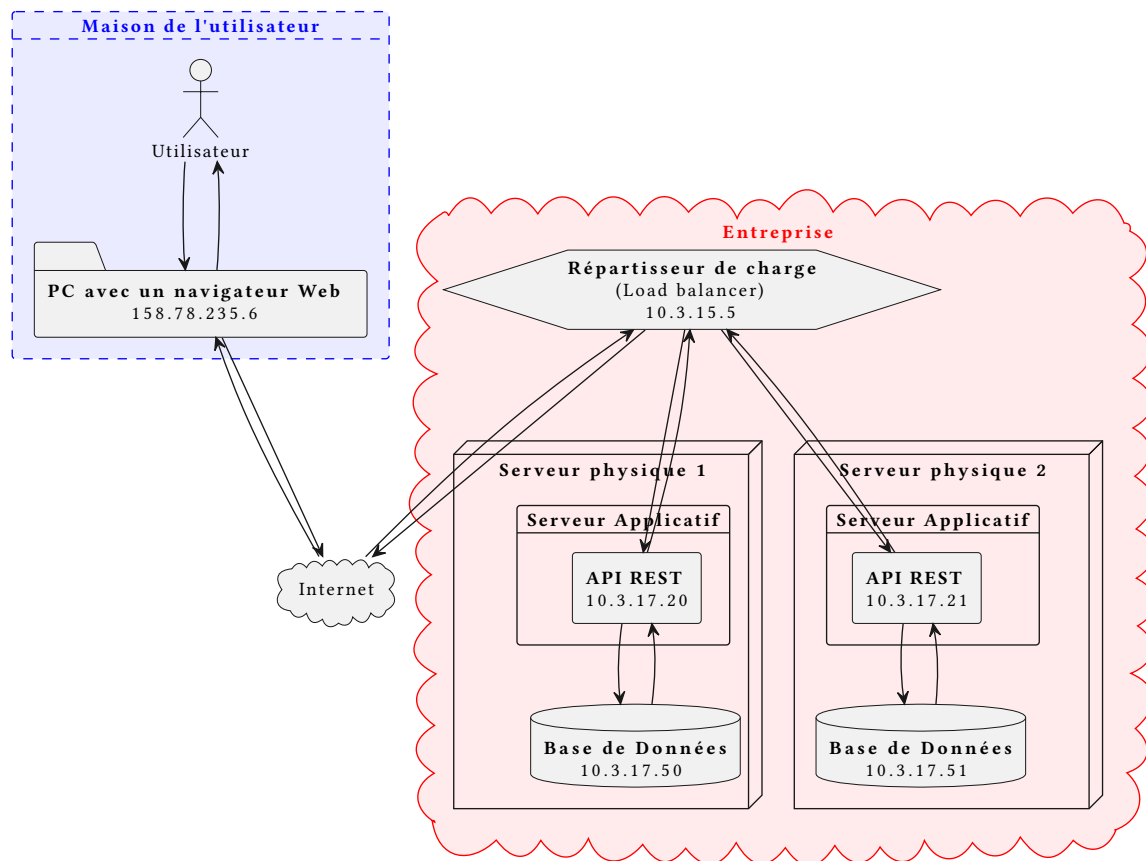 Maison de l'utilisateur
Utilisateur
PC avec un navigateur Web
158.78.235.6
Internet
Entreprise
Répartisseur de charge
(Load balancer)
10.3.15.5
Serveur physique 1
Serveur Applicatif
API REST
10.3.17.20
Base de Données
10.3.17.50
Serveur physique 2
Serveur Applicatif
API REST
10.3.17.21
Base de Données
10.3.17.51